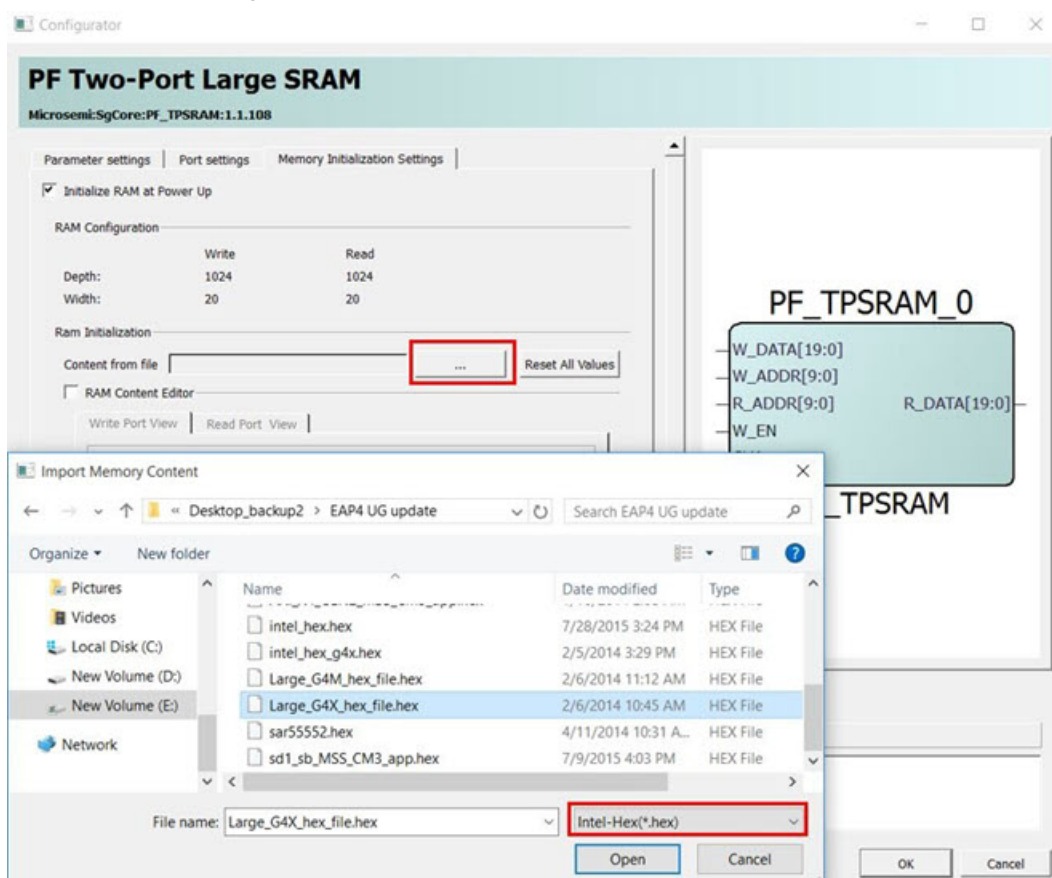 Configurator
PF Two-Port Large SRAM
Microsemi:SgCore:PF_TPSRAM:1.1.108
Parameter settings Port settings Memory Initialization Settings
Initialize RAM at Power Up
RAM Configuration
Write Read
Depth: 1024 1024
Width: 20 20
Ram Initialization
Content from file ... Reset All Values
RAM Content Editor
Write Port View Read Port View
PF_TPSRAM_0
W_DATA[19:0]
W_ADDR[9:0]
R_ADDR[9:0] R_DATA[19:0]
W_EN
TPSRAM
Import Memory Content
« Desktop_backup2 > EAP4 UG update Search EAP4 UG update
Organize New folder
Name Date modified Type
Pictures
Videos
Local Disk (C:)
New Volume (D:)
New Volume (E:)
Network
intel_hex.hex 7/28/2015 3:24 PM HEX File
intel_hex_g4x.hex 2/5/2014 3:29 PM HEX File
Large_G4M_hex_file.hex 2/6/2014 11:12 AM HEX File
Large_G4X_hex_file.hex 2/6/2014 10:45 AM HEX File
sar55552.hex 4/11/2014 10:31 A... HEX File
sd1_sb_MSS_CM3_app.hex 7/9/2015 4:03 PM HEX File
File name: Large_G4X_hex_file.hex Intel-Hex(*.hex)
Open Cancel
OK Cancel